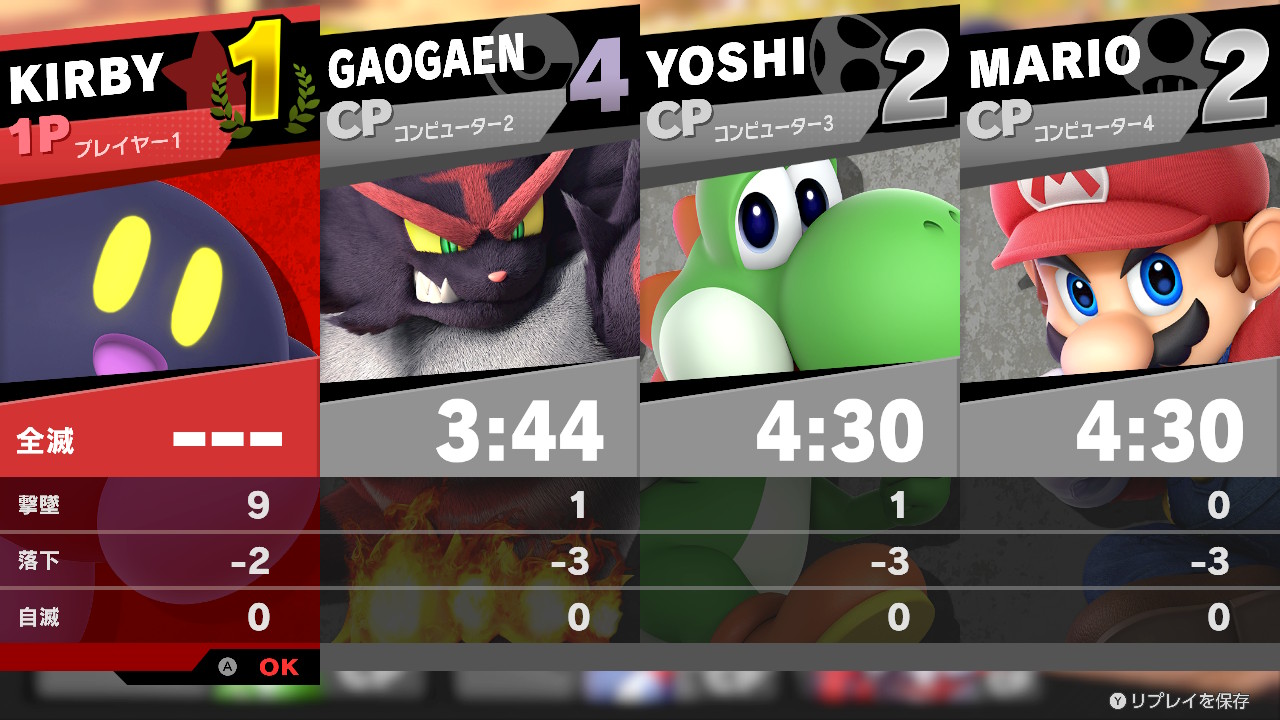 KIRBY 1
1P プレイヤー1
GAOGAEN 4
CP コンピューター2
YOSHI 2
CP コンピューター3
MARIO 2
CP コンピューター4
M
全滅 ---
3:44
4:30
4:30
撃墜 9 1 1 0
落下 -2 -3 -3 -3
自滅 0 0 0 0
A OK
Y リプレイを保存